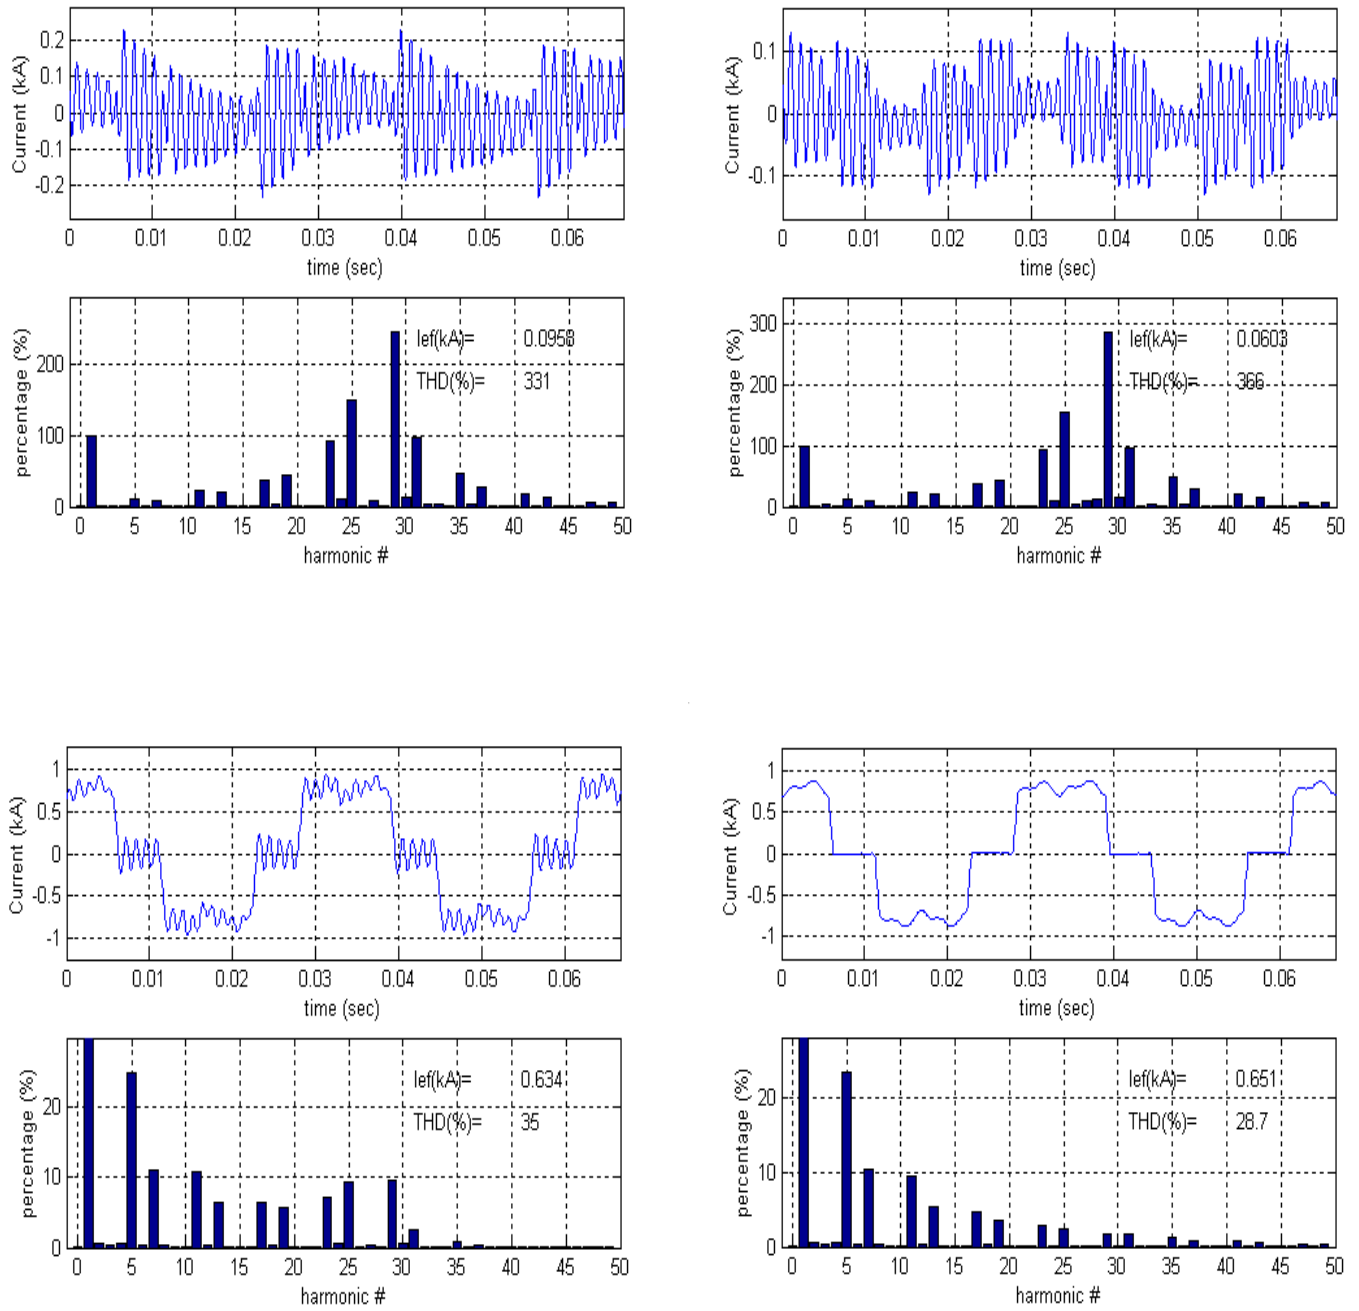 Current (kA)
0.2
0.1
0
-0.1
-0.2
0 0.01 0.02 0.03 0.04 0.05 0.06
time (sec)
percentage (%)
200
100
0
Ief(kA)= 0.0958
THD(%)= 331
0 5 10 15 20 25 30 35 40 45 50
harmonic #
Current (kA)
0.1
0
-0.1
0 0.01 0.02 0.03 0.04 0.05 0.06
time (sec)
percentage (%)
300
200
100
0
Ief(kA)= 0.0603
THD(%)= 366
0 5 10 15 20 25 30 35 40 45 50
harmonic #
Current (kA)
1
0.5
0
-0.5
-1
0 0.01 0.02 0.03 0.04 0.05 0.06
time (sec)
percentage (%)
20
10
0
Ief(kA)= 0.634
THD(%)= 35
0 5 10 15 20 25 30 35 40 45 50
harmonic #
Current (kA)
1
0.5
0
-0.5
-1
0 0.01 0.02 0.03 0.04 0.05 0.06
time (sec)
percentage (%)
20
10
0
Ief(kA)= 0.651
THD(%)= 28.7
0 5 10 15 20 25 30 35 40 45 50
harmonic #